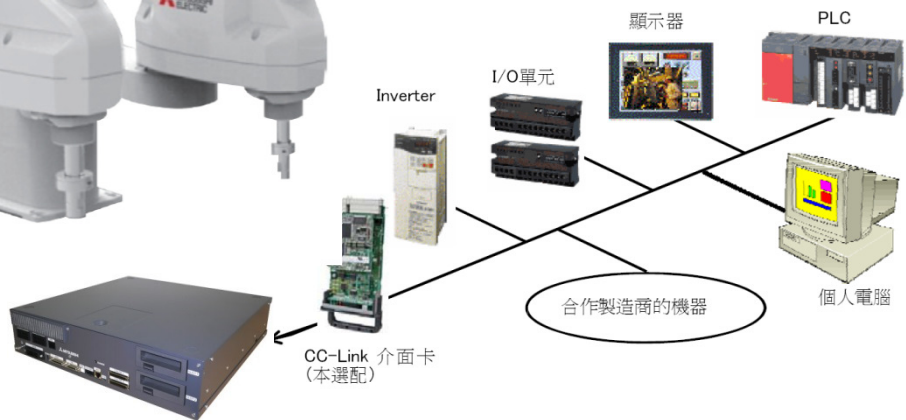 ELECTRIC
顯示器
PLC
I/O單元
Inverter
合作製造商的機器
個人電腦
CC-Link 介面卡
(本選配)